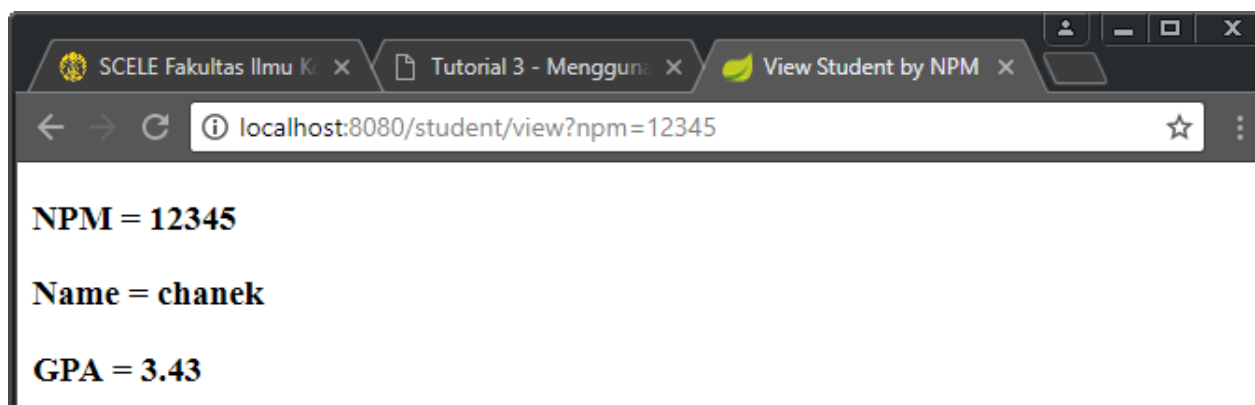 SCELE Fakultas Ilmu K
Tutorial 3 - Mengguna
View Student by NPM
localhost:8080/student/view?npm=12345
NPM = 12345
Name = chanek
GPA = 3.43